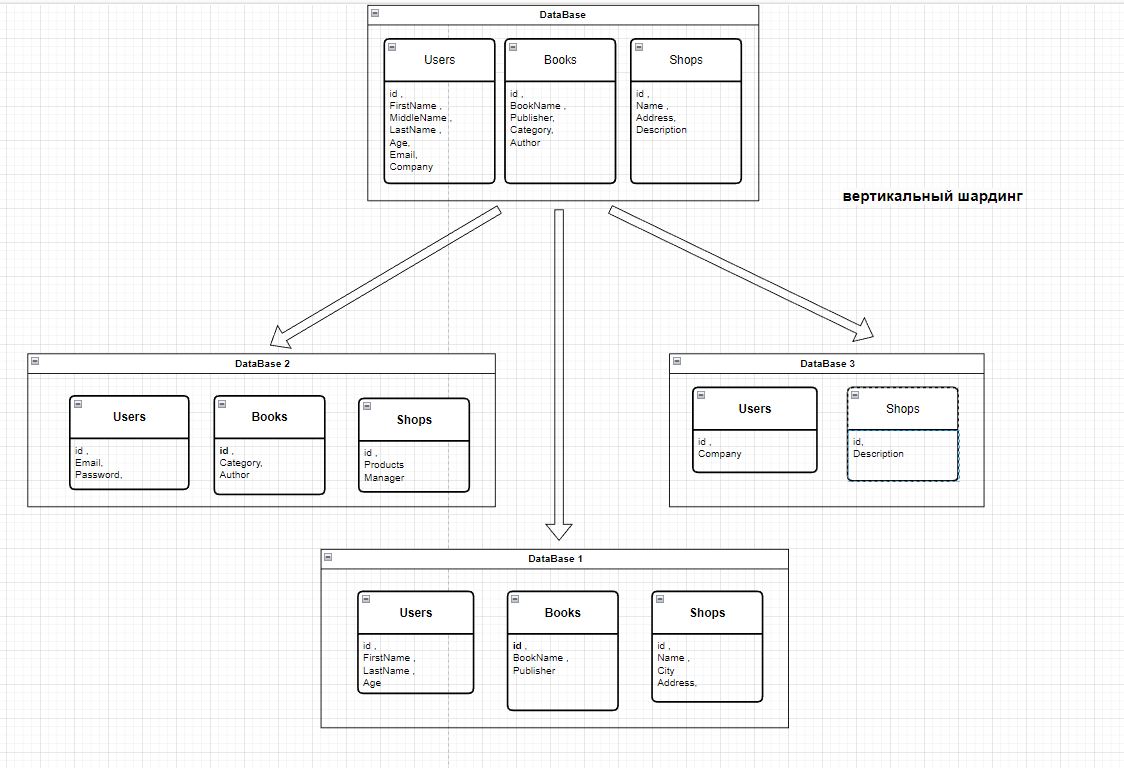 DataBase
Users
id ,
FirstName ,
MiddleName ,
LastName ,
Age,
Email,
Company
Books
id ,
BookName ,
Publisher,
Category,
Author
Shops
id ,
Name ,
Address,
Description
вертикальный шардинг
DataBase 2
Users
id ,
Email,
Password,
Books
id ,
Category,
Author
Shops
id ,
Products
Manager
DataBase 3
Users
id ,
Company
Shops
id,
Description
DataBase 1
Users
id ,
FirstName ,
LastName ,
Age
Books
id ,
BookName ,
Publisher
Shops
id ,
Name ,
City
Address,